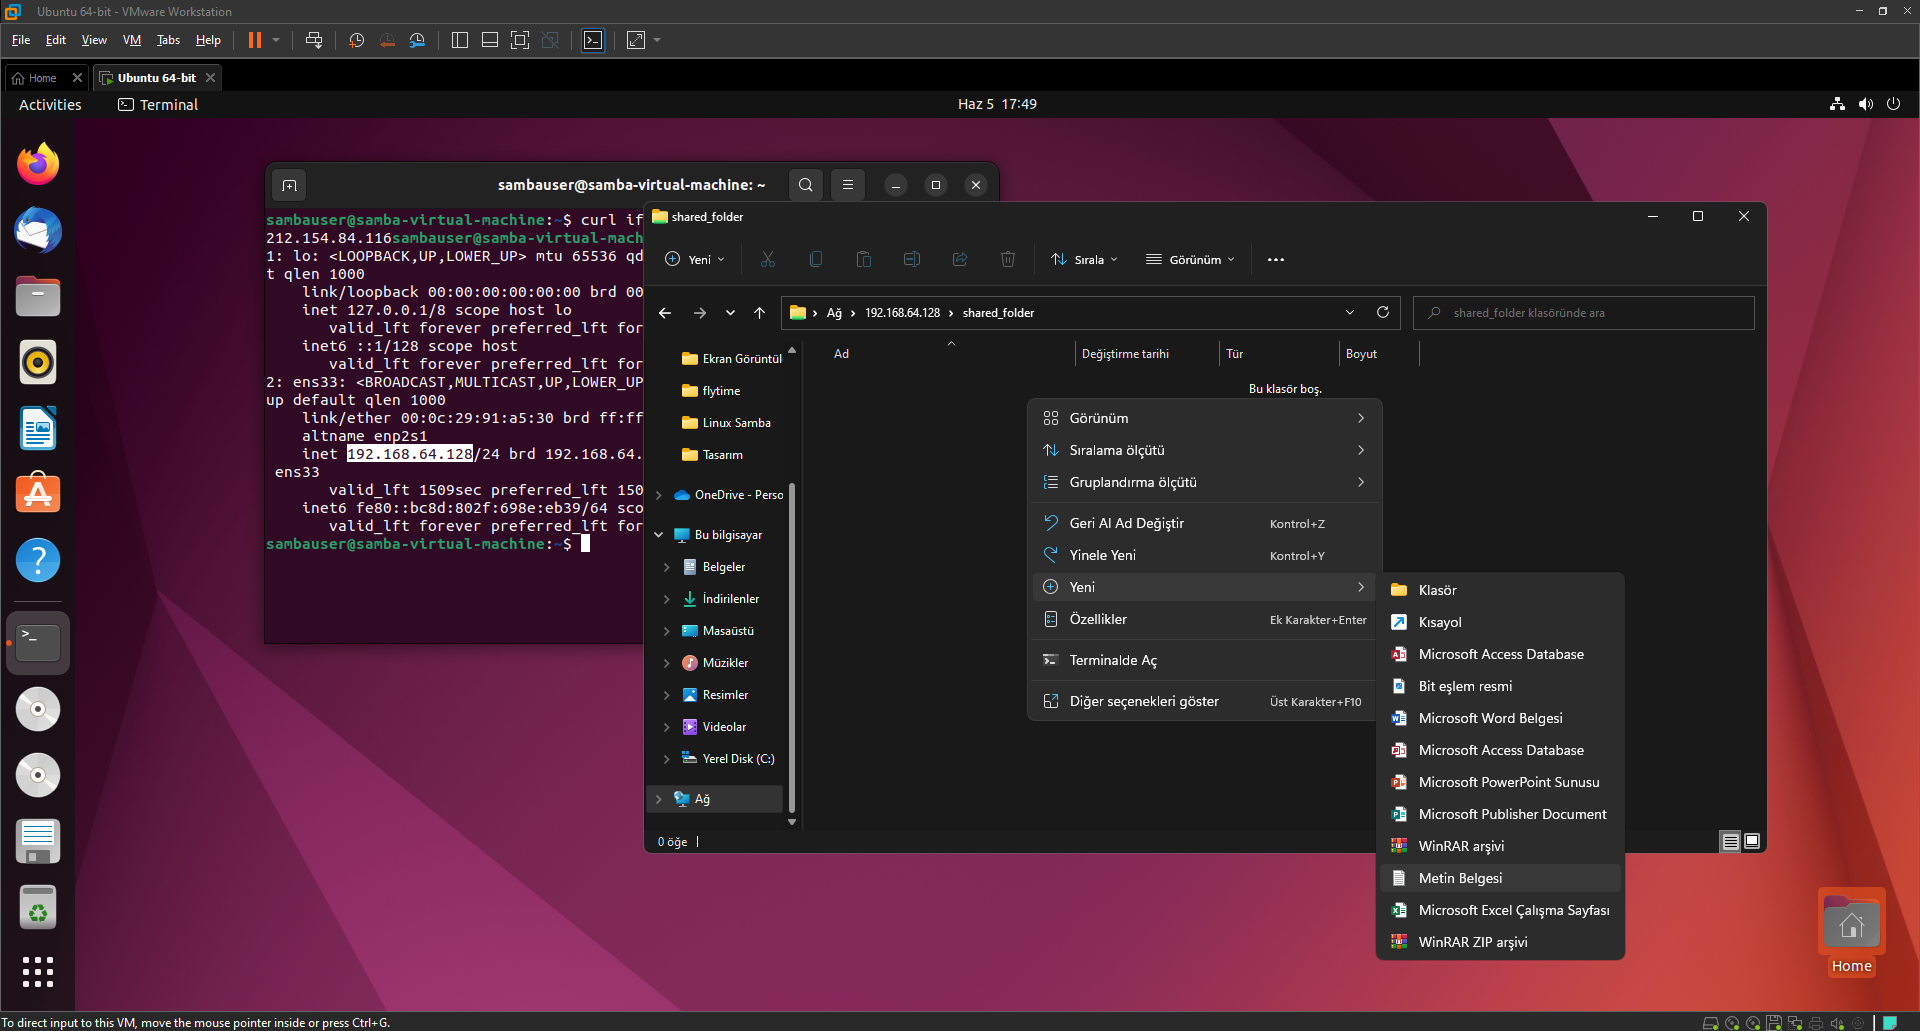 Ubuntu 64-bit - VMware Workstation
File Edit View VM Tabs Help
Home
Ubuntu 64-bit
Activities
Terminal
Haz 5 17:49
sambauser@samba-virtual-machine: ~
sambauser@samba-virtual-machine:~$ curl if
212.154.84.116sambauser@samba-virtual-mach
1: lo: <LOOPBACK,UP,LOWER_UP> mtu 65536 qd
t qlen 1000
link/loopback 00:00:00:00:00:00 brd 00
inet 127.0.0.1/8 scope host lo
valid_lft forever preferred_lft for
inet6 ::1/128 scope host
valid_lft forever preferred_lft for
2: ens33: <BROADCAST,MULTICAST,UP,LOWER_UP
up default qlen 1000
link/ether 00:0c:29:91:a5:30 brd ff:ff
altname enp2s1
inet 192.168.64.128/24 brd 192.168.64.
ens33
valid_lft 1509sec preferred_lft 150
inet6 fe80::bc8d:802f:698e:eb39/64 sco
valid_lft forever preferred_lft for
sambauser@samba-virtual-machine:~$
shared_folder
Yeni
Sırala
Görünüm
Ağ › 192.168.64.128 › shared_folder
shared_folder klasöründe ara
Ekran Görüntül
flytime
Linux Samba
Tasarım
OneDrive - Perso
Bu bilgisayar
Belgeler
İndirilenler
Masaüstü
Müzikler
Resimler
Videolar
Yerel Disk (C:)
Ağ
Ad
Değiştirme tarihi
Tür
Boyut
Bu klasör boş.
Görünüm
Sıralama ölçütü
Gruplandırma ölçütü
Geri Al Ad Değiştir Kontrol+Z
Yinele Yeni Kontrol+Y
Yeni
Özellikler Ek Karakter+Enter
Terminalde Aç
Diğer seçenekleri göster Üst Karakter+F10
Klasör
Kısayol
Microsoft Access Database
Bit eşlem resmi
Microsoft Word Belgesi
Microsoft Access Database
Microsoft PowerPoint Sunusu
Microsoft Publisher Document
WinRAR arşivi
Metin Belgesi
Microsoft Excel Çalışma Sayfası
WinRAR ZIP arşivi
0 öğe
Home
To direct input to this VM, move the mouse pointer inside or press Ctrl+G.